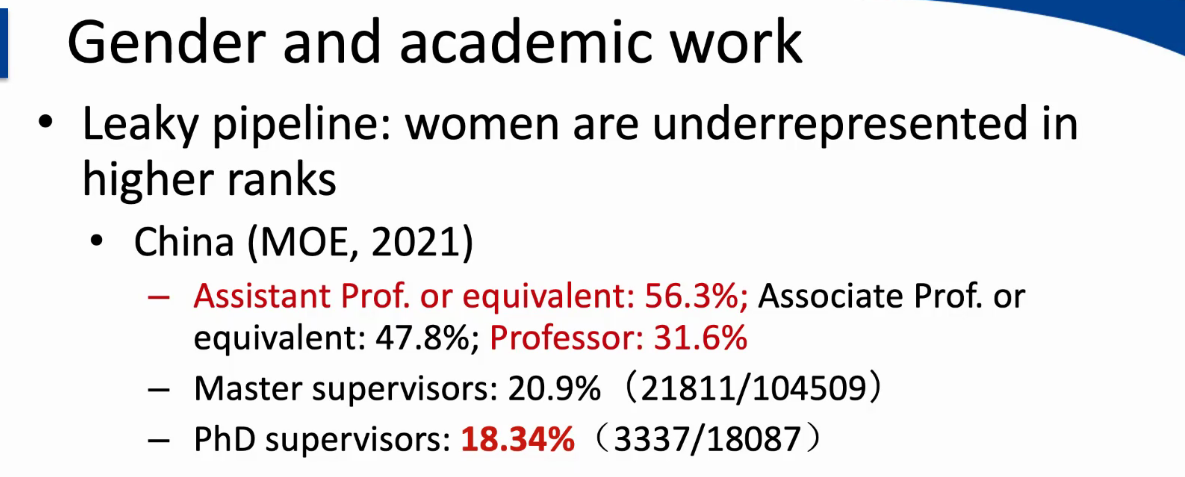 Gender and academic work
• Leaky pipeline: women are underrepresented in
higher ranks
• China (MOE, 2021)
– Assistant Prof. or equivalent: 56.3%; Associate Prof. or
equivalent: 47.8%; Professor: 31.6%
– Master supervisors: 20.9%（21811/104509）
– PhD supervisors: 18.34%（3337/18087）